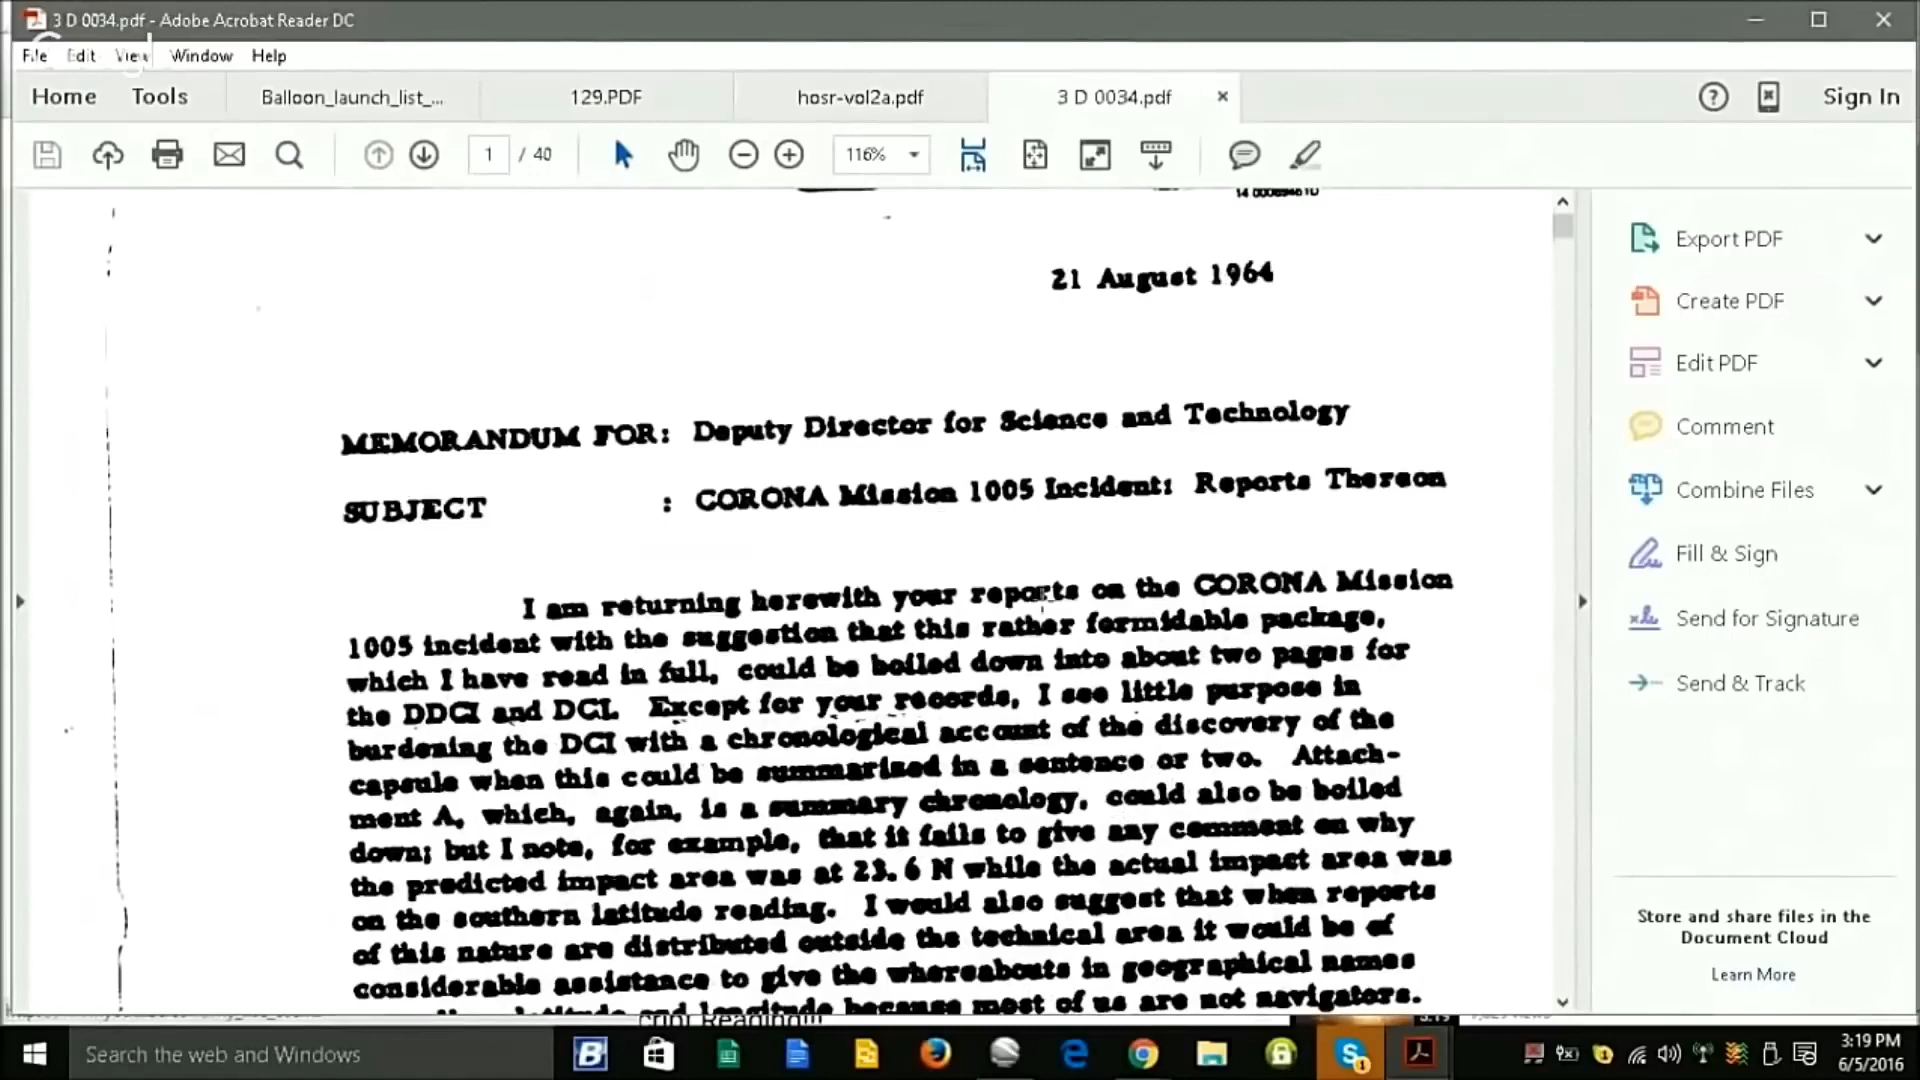 3 D 0034.pdf - Adobe Acrobat Reader DC
File Edit View Window Help
Home Tools Balloon_launch_list_... 129.PDF hosr-vol2a.pdf 3 D 0034.pdf × Sign In
1 / 40 116%
21 August 1964
MEMORANDUM FOR: Deputy Director for Science and Technology
SUBJECT : CORONA Mission 1005 Incident: Reports Thereon
I am returning herewith your reports on the CORONA Mission
1005 incident with the suggestion that this rather formidable package,
which I have read in full, could be boiled down into about two pages for
the DDCI and DCI. Except for your records, I see little purpose in
burdening the DCI with a chronological account of the discovery of the
capsule when this could be summarized in a sentence or two. Attach-
ment A, which, again, is a summary chronology, could also be boiled
down; but I note, for example, that it fails to give any comment on why
the predicted impact area was at 23.6 N while the actual impact area was
on the southern latitude reading. I would also suggest that when reports
of this nature are distributed outside the technical area it would be of
considerable assistance to give the whereabouts in geographical names
latitude and longitude because most of us are not navigators.
Export PDF
Create PDF
Edit PDF
Comment
Combine Files
Fill & Sign
Send for Signature
Send & Track
Store and share files in the
Document Cloud
Learn More
Search the web and Windows
3:19 PM
6/5/2016